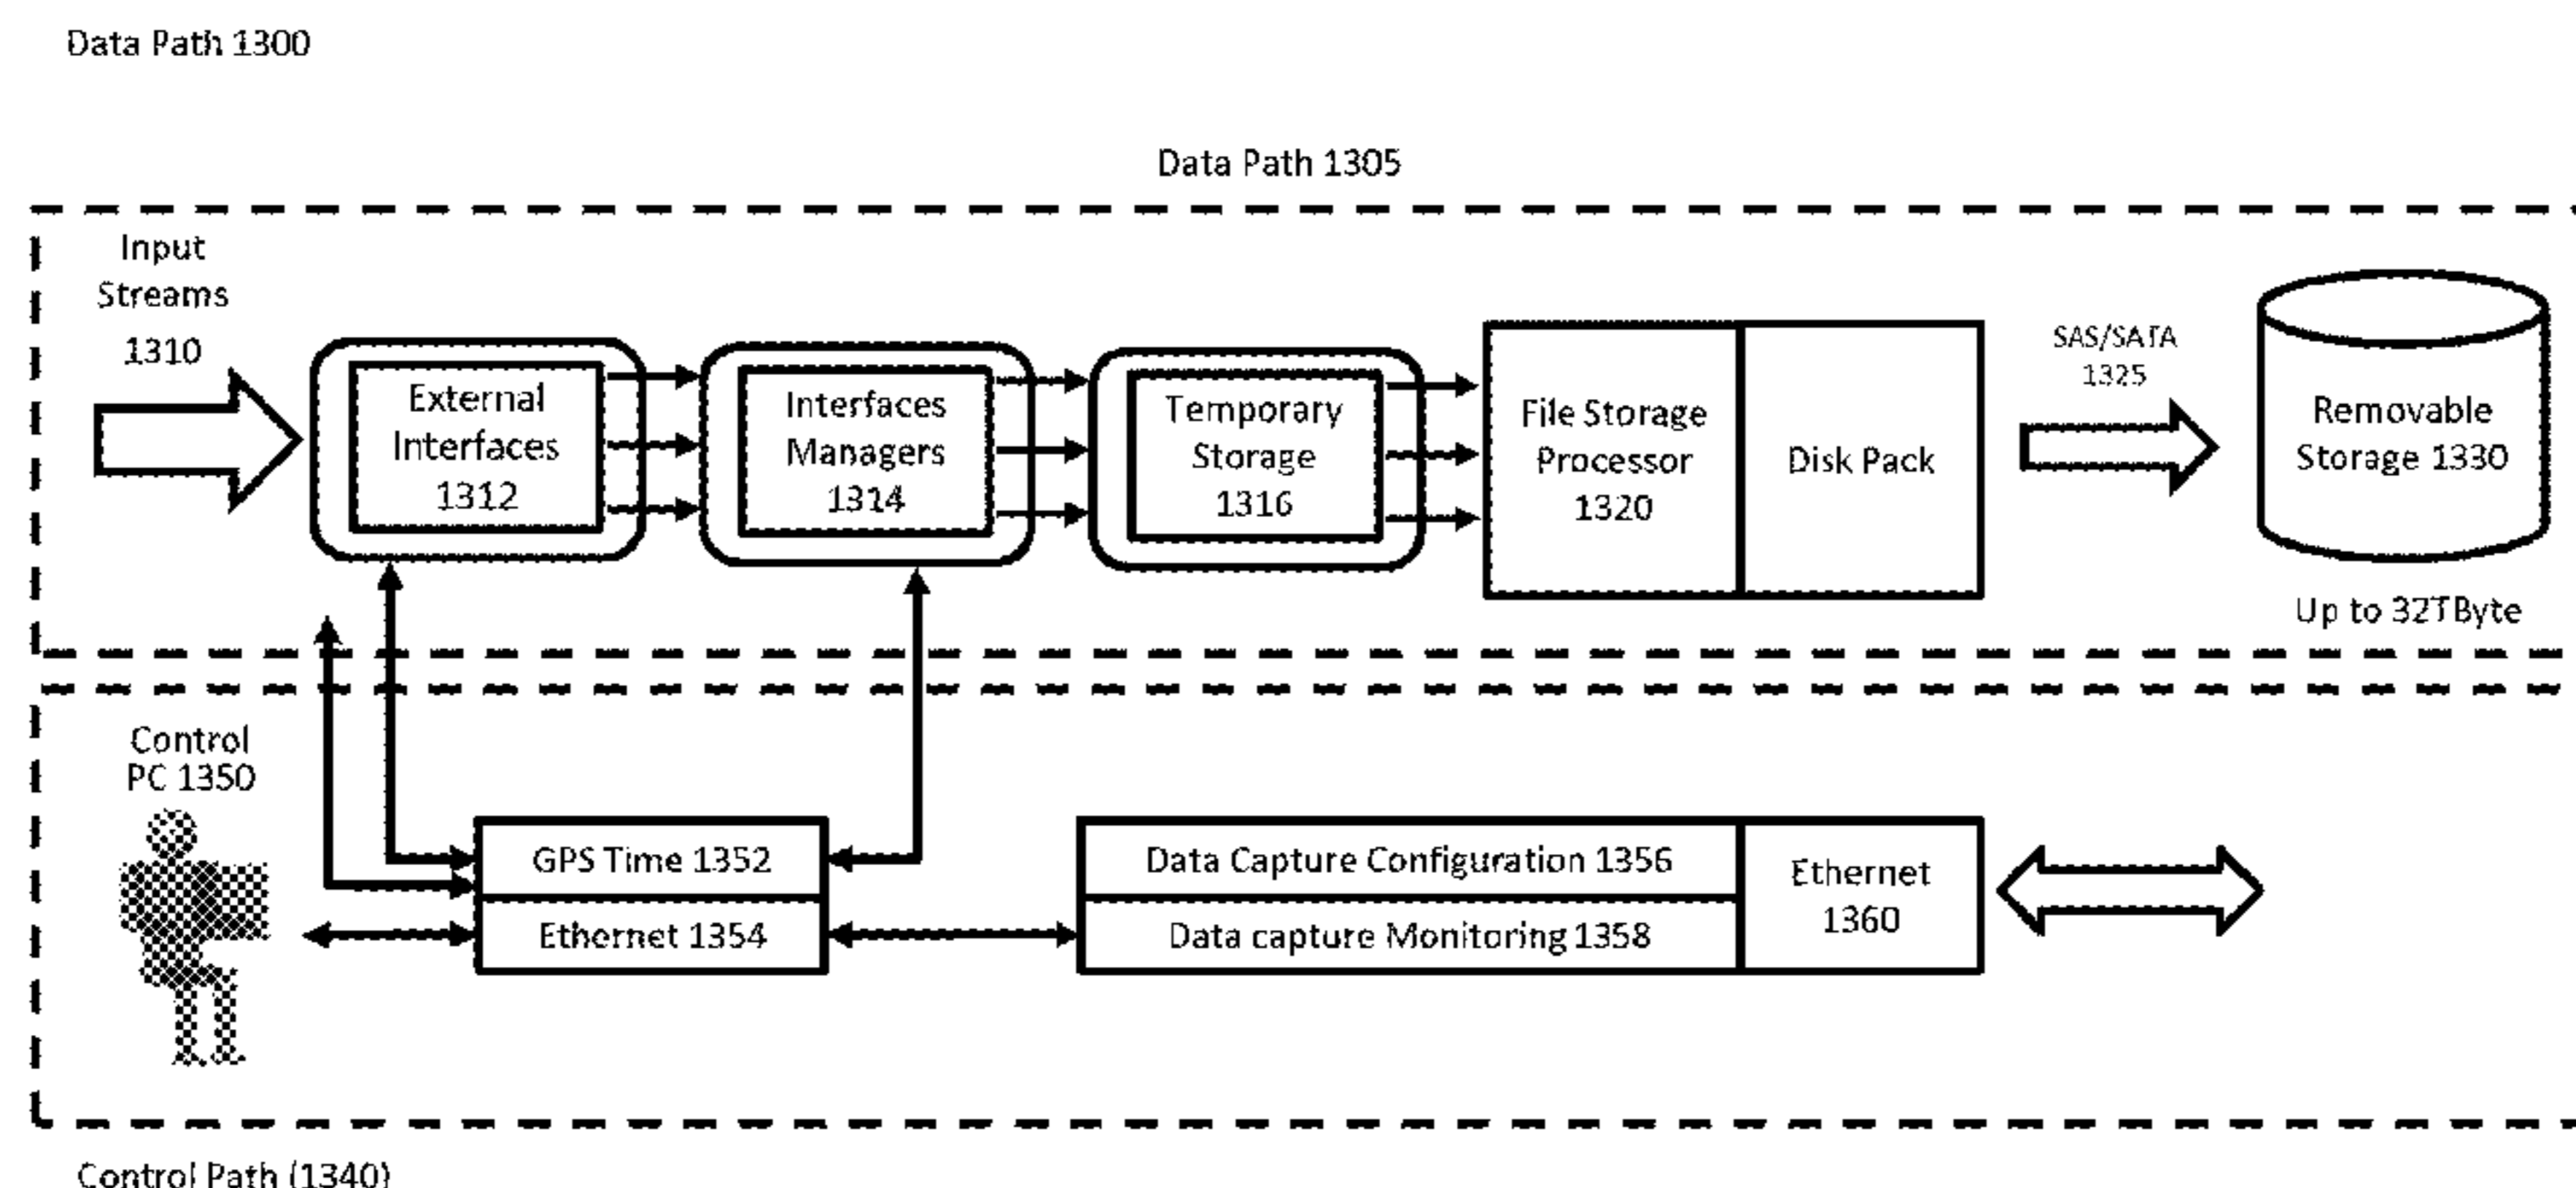 Data Path 1300
Data Path 1305
Input
Streams
1310
External
Interfaces
1312
Interfaces
Managers
1314
Temporary
Storage
1316
File Storage
Processor
1320
Disk Pack
SAS/SATA
1325
Removable
Storage 1330
Up to 32TByte
Control
PC 1350
GPS Time 1352
Ethernet 1354
Data Capture Configuration 1356
Data capture Monitoring 1358
Ethernet
1360
Control Path (1340)